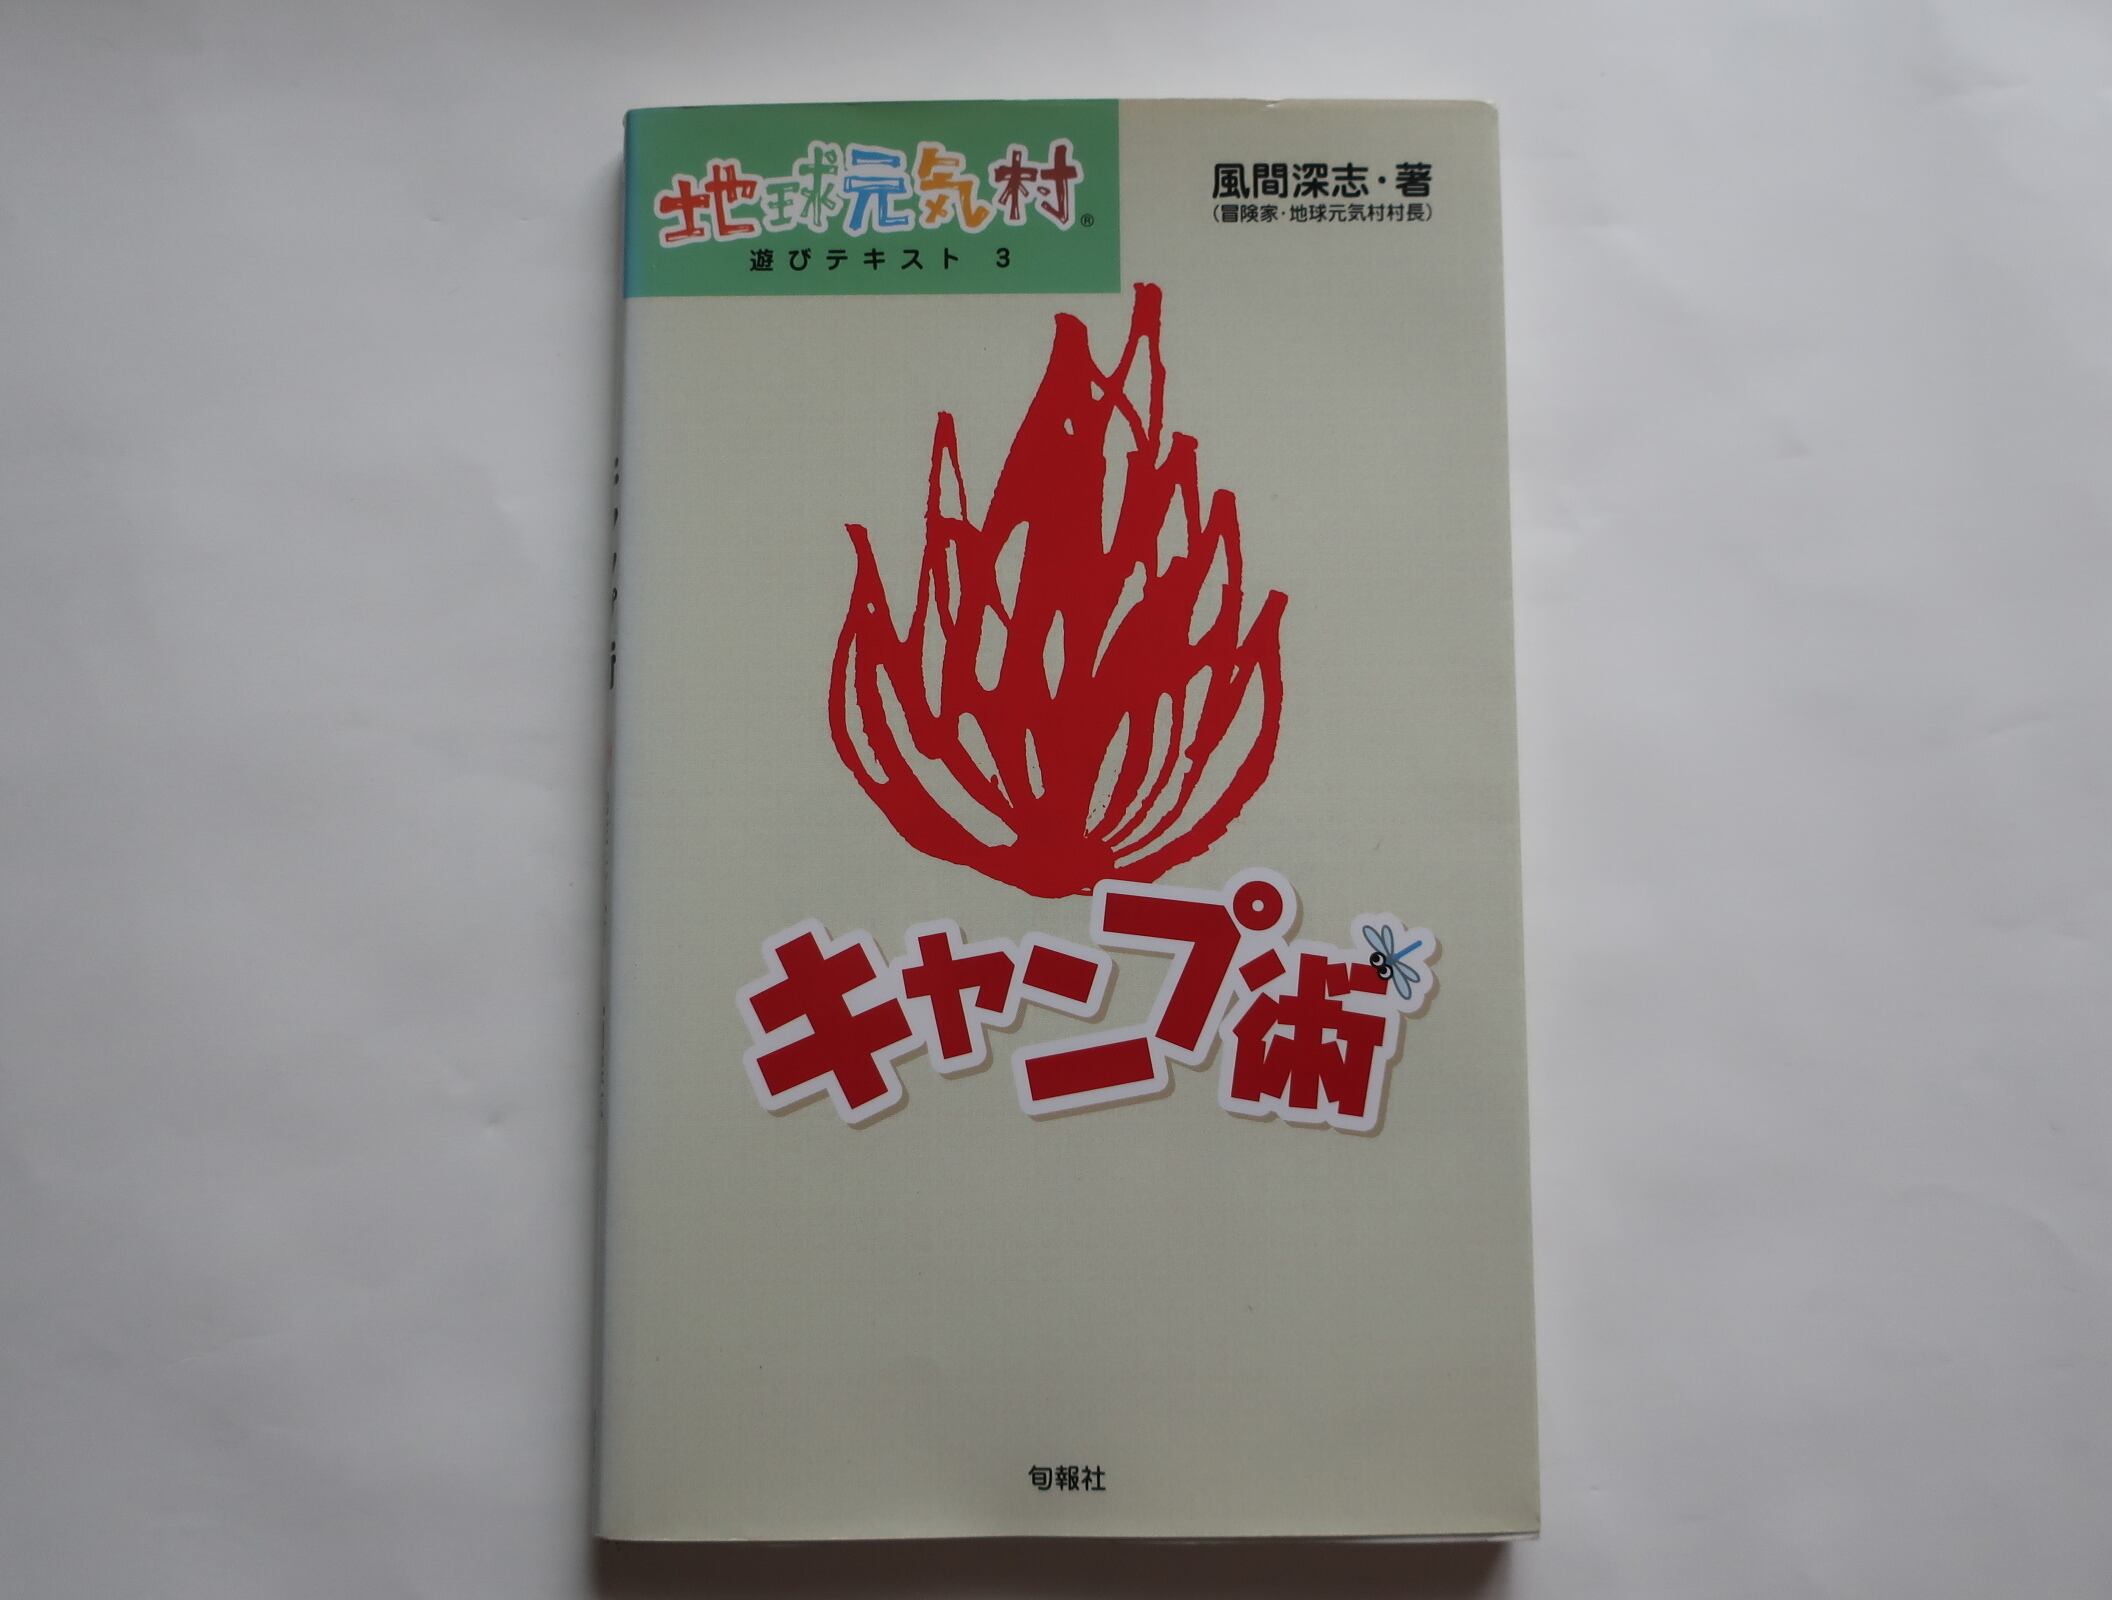 地球元気村®
遊びテキスト 3
風間深志・著
(冒険家・地球元気村村長)
キャンプ術
旬報社